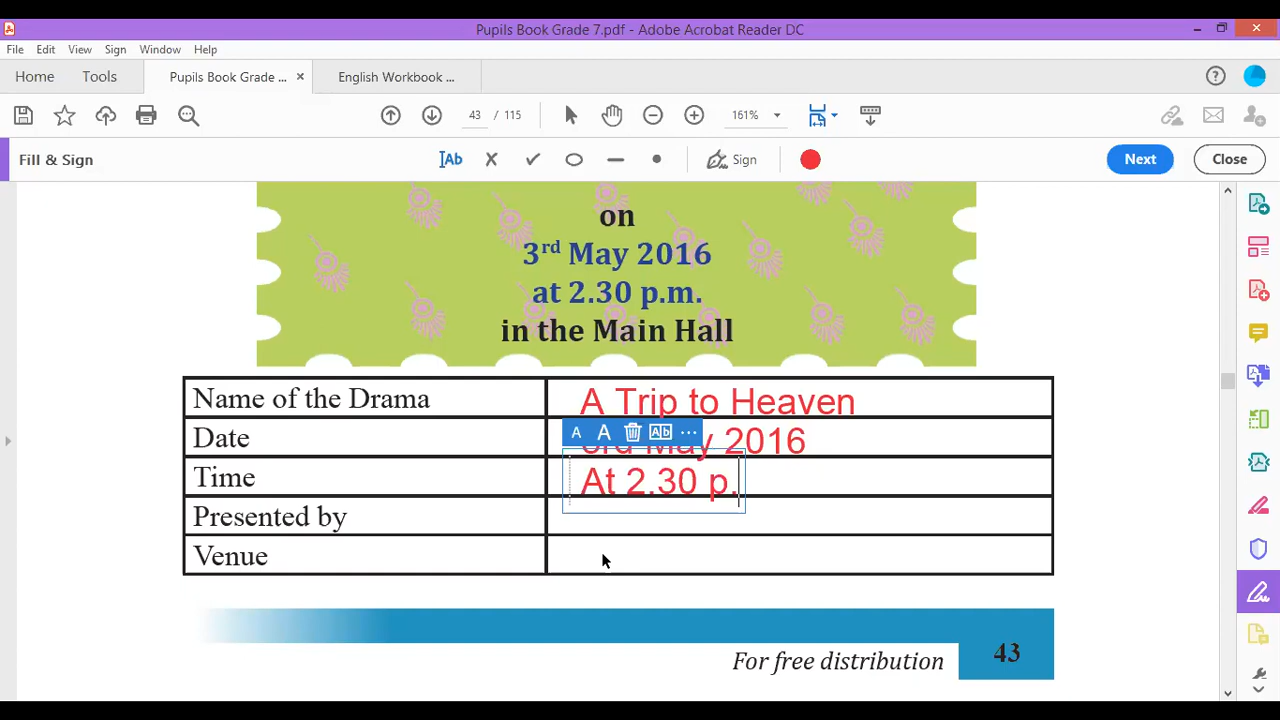 Pupils Book Grade 7.pdf - Adobe Acrobat Reader DC
File Edit View Sign Window Help
Home Tools Pupils Book Grade ... × English Workbook ...
43 / 115 161%
Fill & Sign Ab Sign Next Close
on
3rd May 2016
at 2.30 p.m.
in the Main Hall
Name of the Drama A Trip to Heaven
A A Ab ...
Date 3rd May 2016
Time At 2.30 p.
Presented by
Venue
For free distribution 43